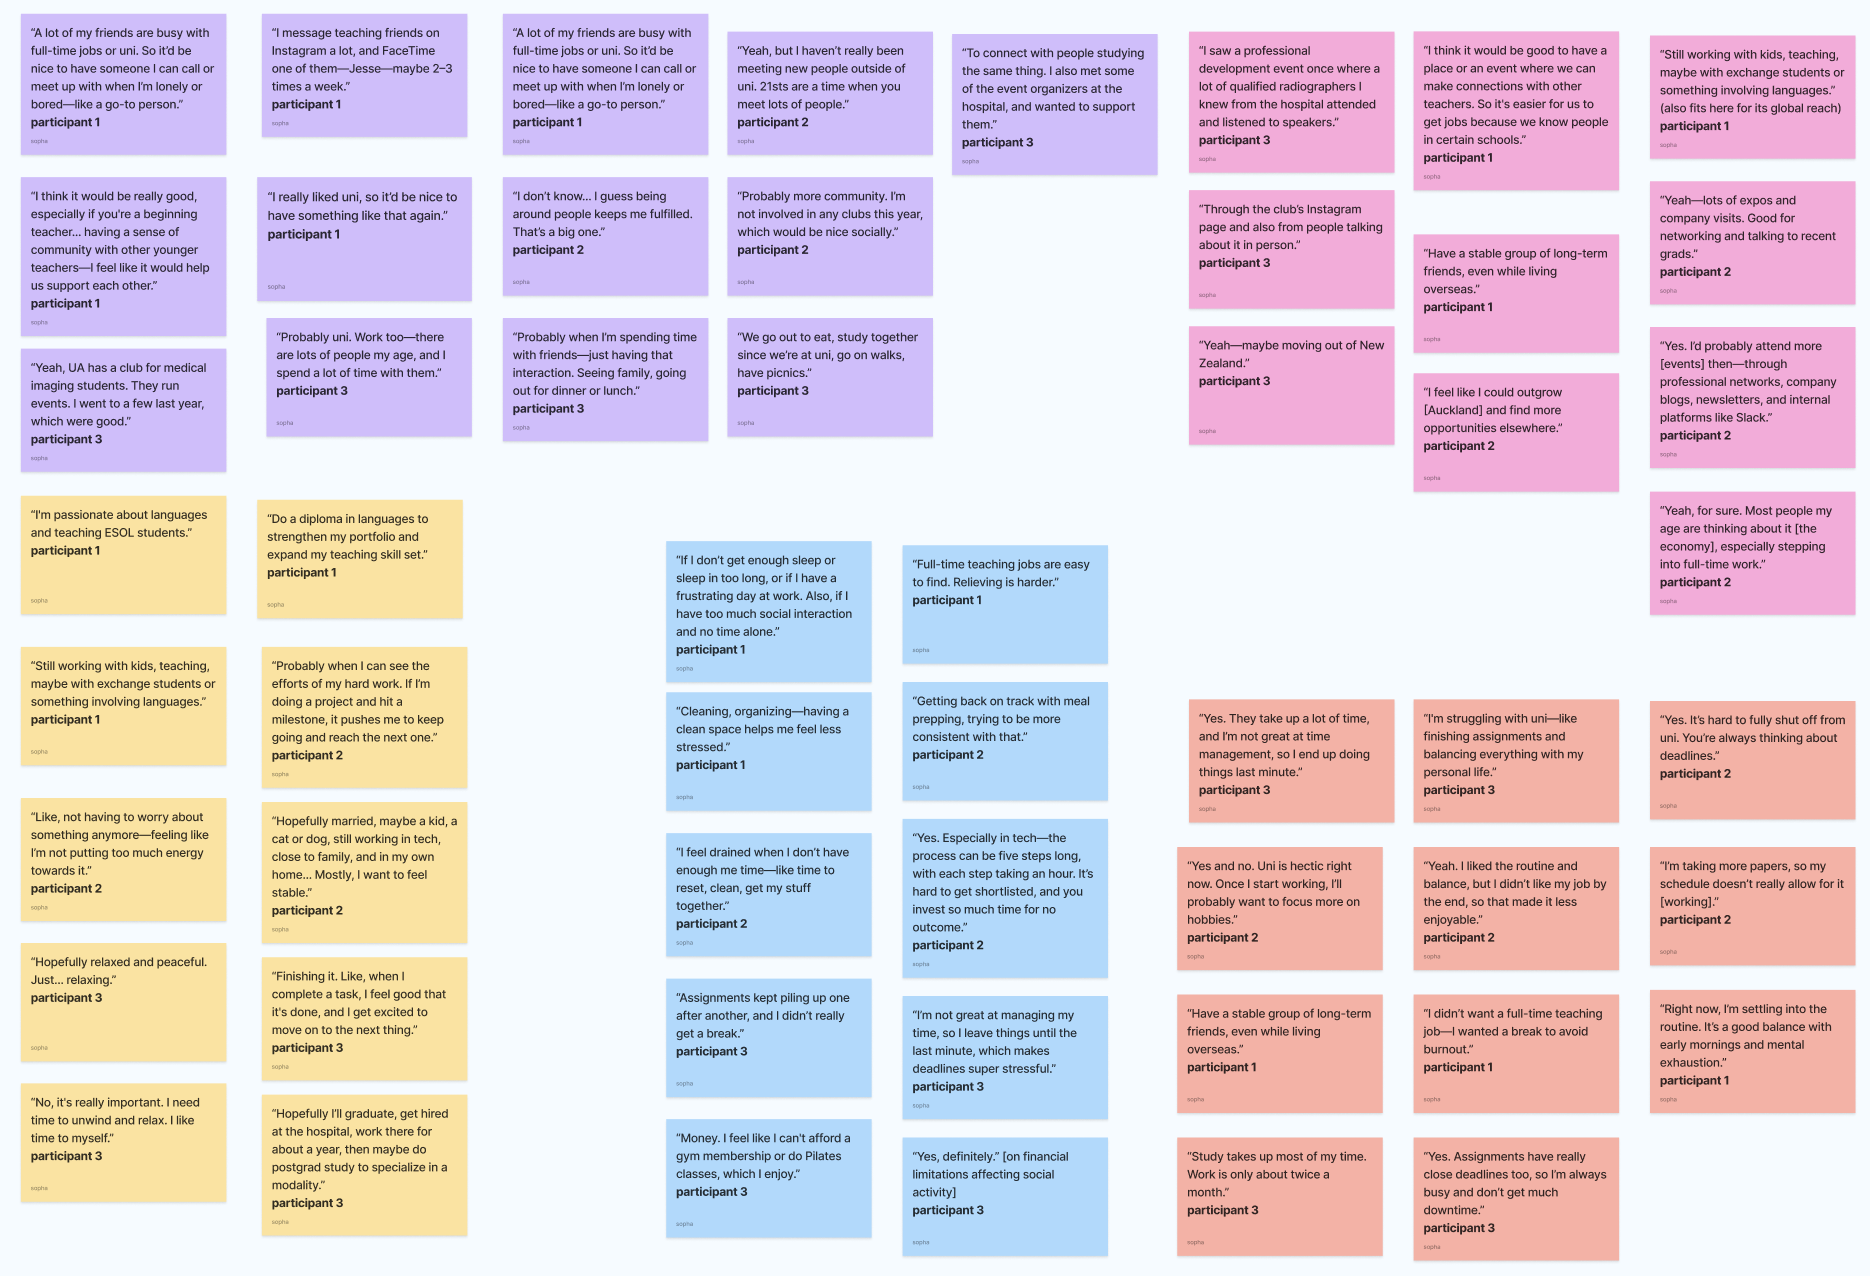 “A lot of my friends are busy with
full-time jobs or uni. So it’d be
nice to have someone I can call or
meet up with when I’m lonely or
bored—like a go-to person.”
participant 1
sopha
“I message teaching friends on
Instagram a lot, and FaceTime
one of them—Jesse—maybe 2–3
times a week.”
participant 1
sopha
“A lot of my friends are busy with
full-time jobs or uni. So it’d be
nice to have someone I can call or
meet up with when I’m lonely or
bored—like a go-to person.”
participant 1
sopha
“Yeah, but I haven’t really been
meeting new people outside of
uni. 21sts are a time when you
meet lots of people.”
participant 2
sopha
“To connect with people studying
the same thing. I also met some
of the event organizers at the
hospital, and wanted to support
them.”
participant 3
sopha
“I think it would be really good,
especially if you're a beginning
teacher... having a sense of
community with other younger
teachers—I feel like it would help
us support each other.”
participant 1
sopha
“I really liked uni, so it’d be nice to
have something like that again.”
participant 1
sopha
“I don’t know... I guess being
around people keeps me fulfilled.
That’s a big one.”
participant 2
sopha
“Probably more community. I’m
not involved in any clubs this year,
which would be nice socially.”
participant 2
sopha
“Yeah, UA has a club for medical
imaging students. They run
events. I went to a few last year,
which were good.”
participant 3
sopha
“Probably uni. Work too—there
are lots of people my age, and I
spend a lot of time with them.”
participant 3
sopha
“Probably when I’m spending time
with friends—just having that
interaction. Seeing family, going
out for dinner or lunch.”
participant 3
sopha
“We go out to eat, study together
since we’re at uni, go on walks,
have picnics.”
participant 3
sopha
“I saw a professional
development event once where a
lot of qualified radiographers I
knew from the hospital attended
and listened to speakers.”
participant 3
sopha
“I think it would be good to have a
place or an event where we can
make connections with other
teachers. So it's easier for us to
get jobs because we know people
in certain schools.”
participant 1
sopha
“Still working with kids, teaching,
maybe with exchange students or
something involving languages.”
(also fits here for its global reach)
participant 1
sopha
“Through the club’s Instagram
page and also from people talking
about it in person.”
participant 3
sopha
“Have a stable group of long-term
friends, even while living
overseas.”
participant 1
sopha
“Yeah—lots of expos and
company visits. Good for
networking and talking to recent
grads.”
participant 2
sopha
“Yeah—maybe moving out of New
Zealand.”
participant 3
sopha
“I feel like I could outgrow
[Auckland] and find more
opportunities elsewhere.”
participant 2
sopha
“Yes. I’d probably attend more
[events] then—through
professional networks, company
blogs, newsletters, and internal
platforms like Slack.”
participant 2
sopha
“Yeah, for sure. Most people my
age are thinking about it [the
economy], especially stepping
into full-time work.”
participant 2
sopha
“I'm passionate about languages
and teaching ESOL students.”
participant 1
sopha
“Do a diploma in languages to
strengthen my portfolio and
expand my teaching skill set.”
participant 1
sopha
“Still working with kids, teaching,
maybe with exchange students or
something involving languages.”
participant 1
sopha
“Probably when I can see the
efforts of my hard work. If I’m
doing a project and hit a
milestone, it pushes me to keep
going and reach the next one.”
participant 2
sopha
“Like, not having to worry about
something anymore—feeling like
I’m not putting too much energy
towards it.”
participant 2
sopha
“Hopefully married, maybe a kid, a
cat or dog, still working in tech,
close to family, and in my own
home... Mostly, I want to feel
stable.”
participant 2
sopha
“Hopefully relaxed and peaceful.
Just... relaxing.”
participant 3
sopha
“Finishing it. Like, when I
complete a task, I feel good that
it's done, and I get excited to
move on to the next thing.”
participant 3
sopha
“No, it's really important. I need
time to unwind and relax. I like
time to myself.”
participant 3
sopha
“Hopefully I’ll graduate, get hired
at the hospital, work there for
about a year, then maybe do
postgrad study to specialize in a
modality.”
participant 3
sopha
“If I don’t get enough sleep or
sleep in too long, or if I have a
frustrating day at work. Also, if I
have too much social interaction
and no time alone.”
participant 1
sopha
“Full-time teaching jobs are easy
to find. Relieving is harder.”
participant 1
sopha
“Cleaning, organizing—having a
clean space helps me feel less
stressed.”
participant 1
sopha
“Getting back on track with meal
prepping, trying to be more
consistent with that.”
participant 2
sopha
“I feel drained when I don’t have
enough me time—like time to
reset, clean, get my stuff
together.”
participant 2
sopha
“Yes. Especially in tech—the
process can be five steps long,
with each step taking an hour. It’s
hard to get shortlisted, and you
invest so much time for no
outcome.”
participant 2
sopha
“Assignments kept piling up one
after another, and I didn’t really
get a break.”
participant 3
sopha
“I’m not great at managing my
time, so I leave things until the
last minute, which makes
deadlines super stressful.”
participant 3
sopha
“Money. I feel like I can't afford a
gym membership or do Pilates
classes, which I enjoy.”
participant 3
sopha
“Yes, definitely.” [on financial
limitations affecting social
activity]
participant 3
sopha
“Yes. They take up a lot of time,
and I’m not great at time
management, so I end up doing
things last minute.”
participant 3
sopha
“I'm struggling with uni—like
finishing assignments and
balancing everything with my
personal life.”
participant 3
sopha
“Yes. It’s hard to fully shut off from
uni. You’re always thinking about
deadlines.”
participant 2
sopha
“Yes and no. Uni is hectic right
now. Once I start working, I’ll
probably want to focus more on
hobbies.”
participant 2
sopha
“Yeah. I liked the routine and
balance, but I didn’t like my job by
the end, so that made it less
enjoyable.”
participant 2
sopha
“I’m taking more papers, so my
schedule doesn’t really allow for it
[working].”
participant 2
sopha
“Have a stable group of long-term
friends, even while living
overseas.”
participant 1
sopha
“I didn’t want a full-time teaching
job—I wanted a break to avoid
burnout.”
participant 1
sopha
“Right now, I’m settling into the
routine. It’s a good balance with
early mornings and mental
exhaustion.”
participant 1
sopha
“Study takes up most of my time.
Work is only about twice a
month.”
participant 3
sopha
“Yes. Assignments have really
close deadlines too, so I’m always
busy and don’t get much
downtime.”
participant 3
sopha